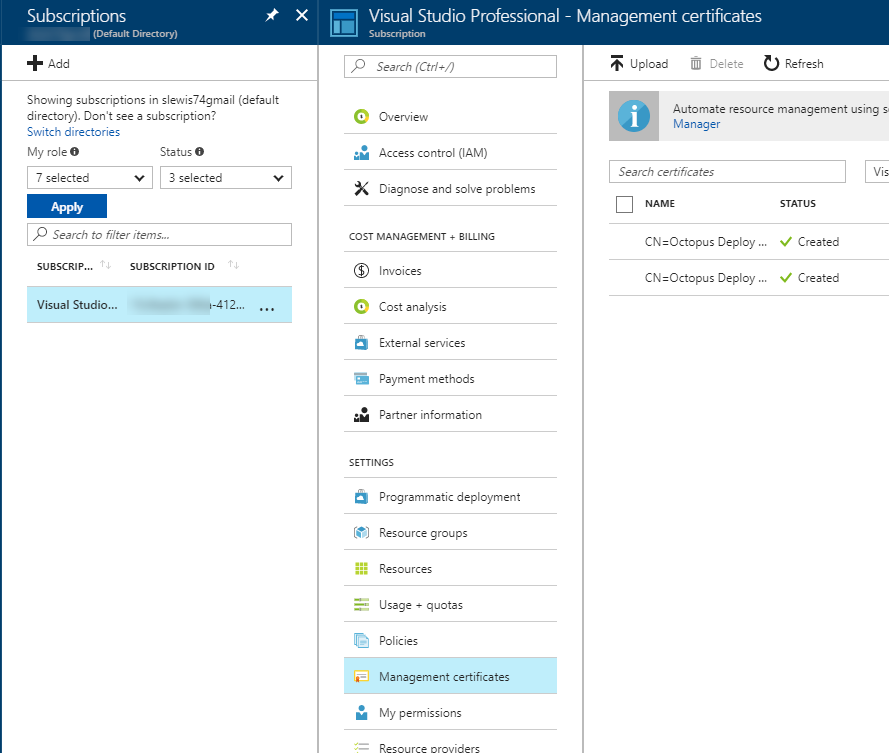 Subscriptions
(Default Directory)
Add
Showing subscriptions in slewis74gmail (default
directory). Don't see a subscription?
Switch directories
My role
Status
7 selected
3 selected
Apply
Search to filter items...
SUBSCRIP...
SUBSCRIPTION ID
Visual Studio...
-412...
...
Visual Studio Professional - Management certificates
Subscription
Search (Ctrl+/)
Overview
Access control (IAM)
Diagnose and solve problems
COST MANAGEMENT + BILLING
Invoices
Cost analysis
External services
Payment methods
Partner information
SETTINGS
Programmatic deployment
Resource groups
Resources
Usage + quotas
Policies
Management certificates
My permissions
Resource providers
Upload
Delete
Refresh
Automate resource management using s
Manager
Search certificates
Vis
NAME
STATUS
CN=Octopus Deploy ...
Created
CN=Octopus Deploy ...
Created